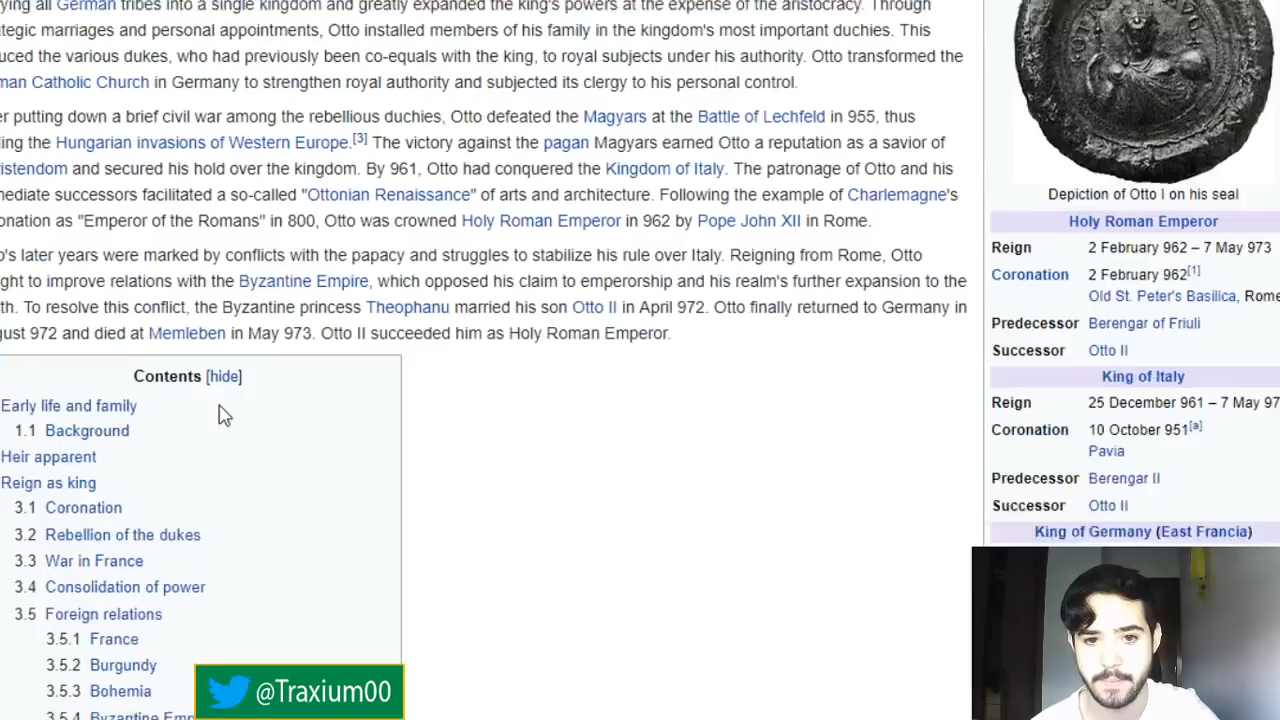 ying all German tribes into a single kingdom and greatly expanded the king's powers at the expense of the aristocracy. Through
tegic marriages and personal appointments, Otto installed members of his family in the kingdom's most important duchies. This
uced the various dukes, who had previously been co-equals with the king, to royal subjects under his authority. Otto transformed the
man Catholic Church in Germany to strengthen royal authority and subjected its clergy to his personal control.
er putting down a brief civil war among the rebellious duchies, Otto defeated the Magyars at the Battle of Lechfeld in 955, thus
ling the Hungarian invasions of Western Europe.[3] The victory against the pagan Magyars earned Otto a reputation as a savior of
ristendom and secured his hold over the kingdom. By 961, Otto had conquered the Kingdom of Italy. The patronage of Otto and his
mediate successors facilitated a so-called "Ottonian Renaissance" of arts and architecture. Following the example of Charlemagne's
onation as "Emperor of the Romans" in 800, Otto was crowned Holy Roman Emperor in 962 by Pope John XII in Rome.
o's later years were marked by conflicts with the papacy and struggles to stabilize his rule over Italy. Reigning from Rome, Otto
ght to improve relations with the Byzantine Empire, which opposed his claim to emperorship and his realm's further expansion to the
th. To resolve this conflict, the Byzantine princess Theophanu married his son Otto II in April 972. Otto finally returned to Germany in
gust 972 and died at Memleben in May 973. Otto II succeeded him as Holy Roman Emperor.
Contents [hide]
Early life and family
1.1 Background
Heir apparent
Reign as king
3.1 Coronation
3.2 Rebellion of the dukes
3.3 War in France
3.4 Consolidation of power
3.5 Foreign relations
3.5.1 France
3.5.2 Burgundy
3.5.3 Bohemia
3.5.4 Byzantine Emp
@Traxium00
Depiction of Otto I on his seal
Holy Roman Emperor
Reign 2 February 962 – 7 May 973
Coronation 2 February 962[1]
Old St. Peter's Basilica, Rome
Predecessor Berengar of Friuli
Successor Otto II
King of Italy
Reign 25 December 961 – 7 May 97
Coronation 10 October 951[a]
Pavia
Predecessor Berengar II
Successor Otto II
King of Germany (East Francia)